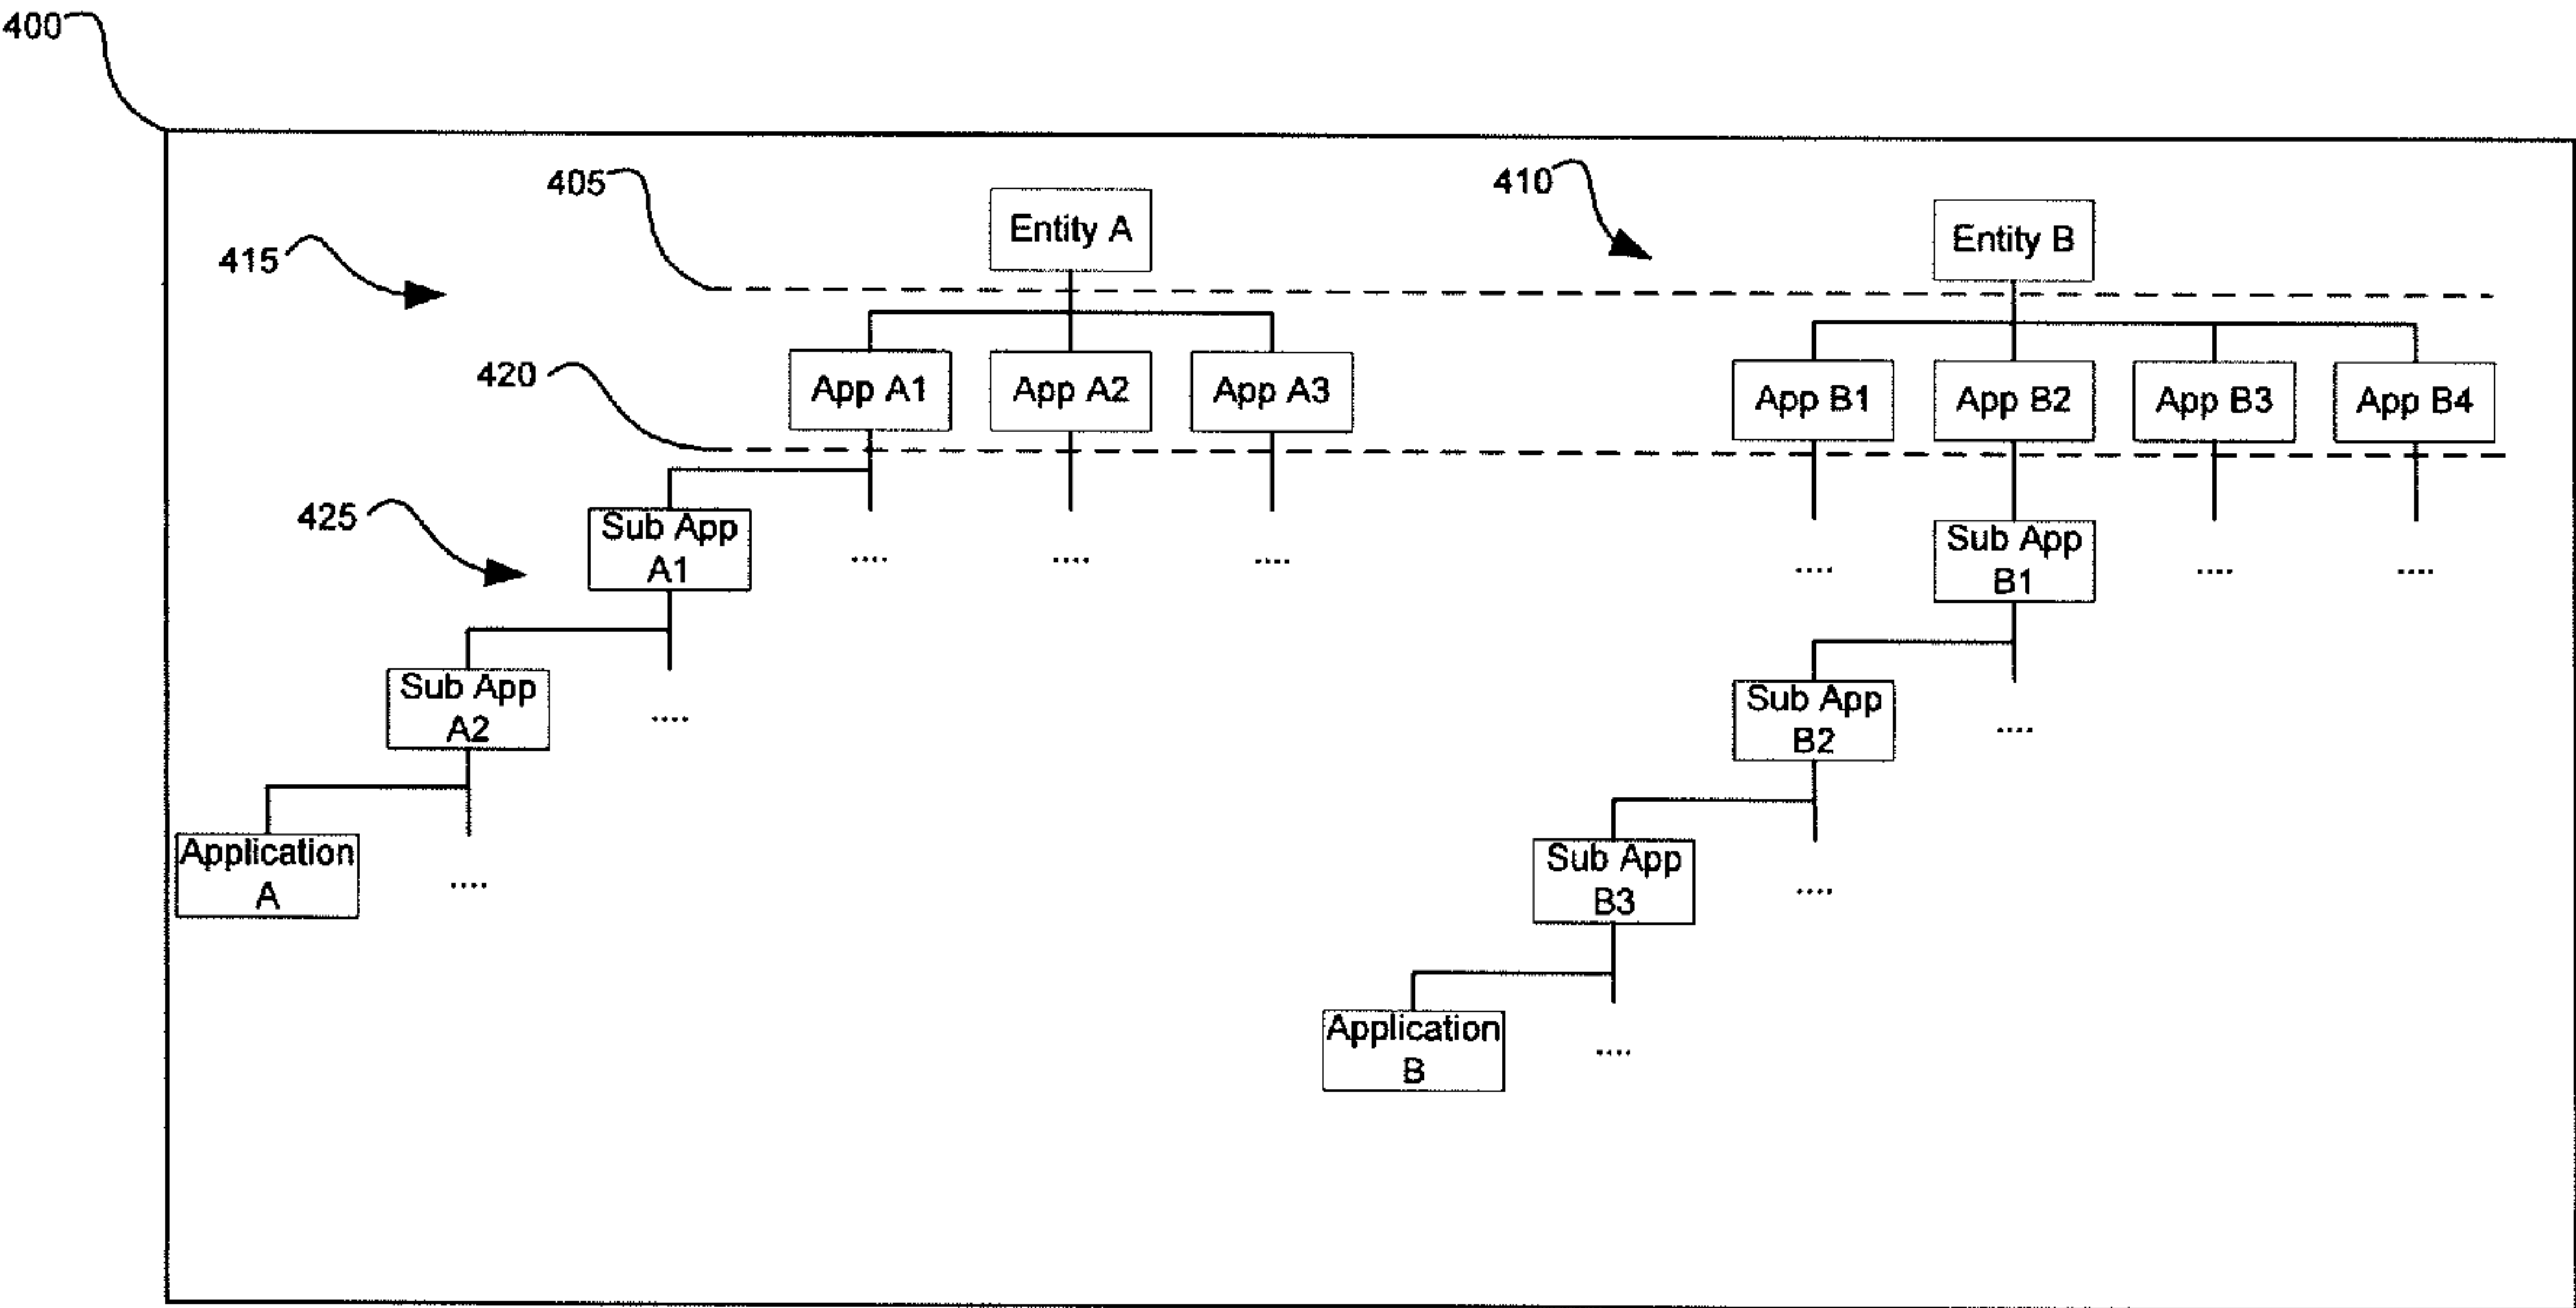 400
405
410
Entity A
Entity B
415
420
App A1
App A2
App A3
App B1
App B2
App B3
App B4
425
Sub App
A1
....
....
....
....
Sub App
B1
....
....
Sub App
A2
....
Sub App
B2
....
Application
A
....
Sub App
B3
....
Application
B
....